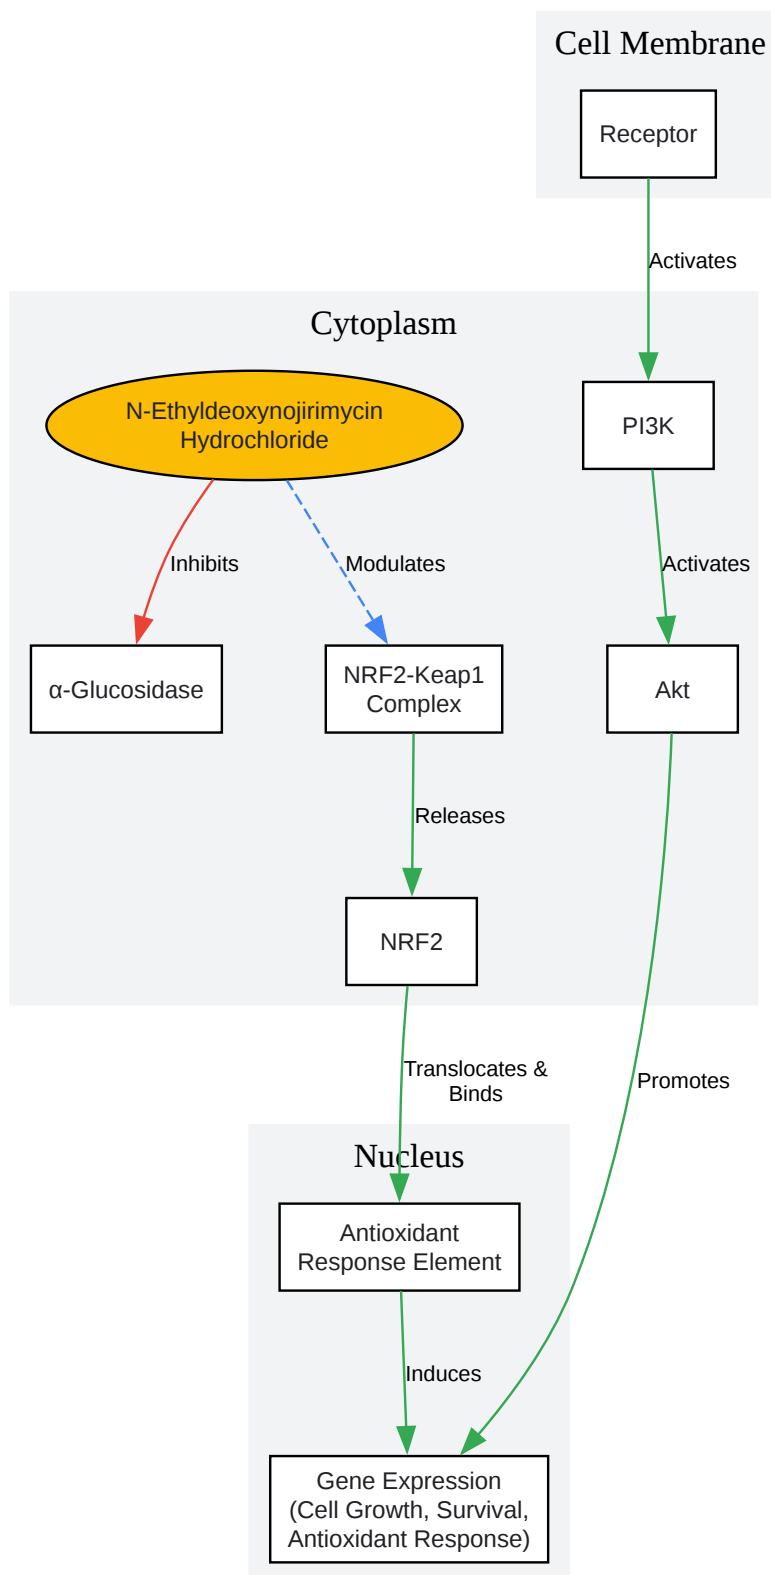 Cell Membrane
Receptor
Activates
Cytoplasm
N-Ethyldeoxynojirimycin
Hydrochloride
PI3K
Inhibits
Modulates
Activates
α-Glucosidase
NRF2-Keap1
Complex
Akt
Releases
NRF2
Translocates &
Binds
Promotes
Nucleus
Antioxidant
Response Element
Induces
Gene Expression
(Cell Growth, Survival,
Antioxidant Response)